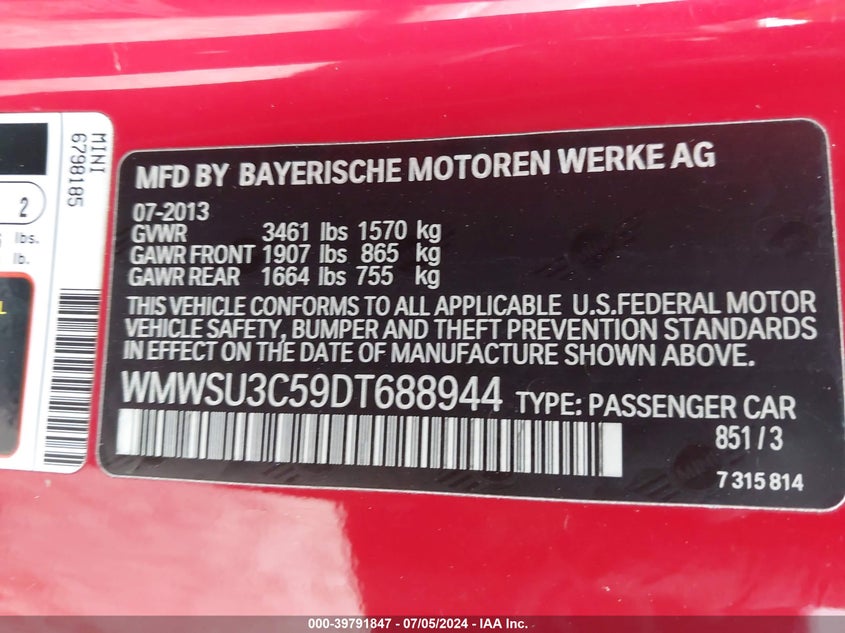 MFD BY BAYERISCHE MOTOREN WERKE AG
07-2013
GVWR 3461 lbs 1570 kg
GAWR FRONT 1907 lbs 865 kg
GAWR REAR 1664 lbs 755 kg
THIS VEHICLE CONFORMS TO ALL APPLICABLE U.S.FEDERAL MOTOR
VEHICLE SAFETY, BUMPER AND THEFT PREVENTION STANDARDS
IN EFFECT ON THE DATE OF MANUFACTURE SHOWN ABOVE.
WMWSU3C59DT688944 TYPE: PASSENGER CAR
851 / 3
7 315 814
MINI
6798185
2
lbs.
lb.
000-39791847 - 07/05/2024 - IAA Inc.